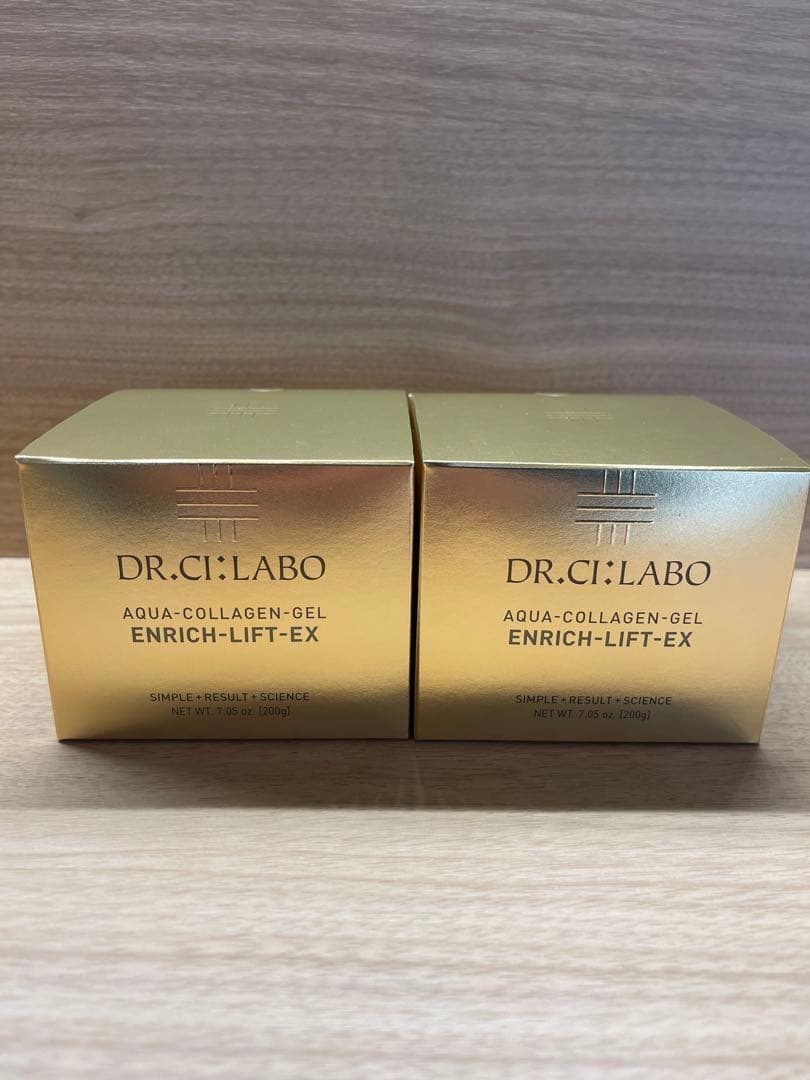 DR.CI:LABO
AQUA-COLLAGEN-GEL
ENRICH-LIFT-EX
SIMPLE+RESULT+SCIENCE
NET WT. 7.05 oz. [200g]
DR.CI:LABO
AQUA-COLLAGEN-GEL
ENRICH-LIFT-EX
SIMPLE+RESULT+SCIENCE
NET WT. 7.05 oz. [200g]